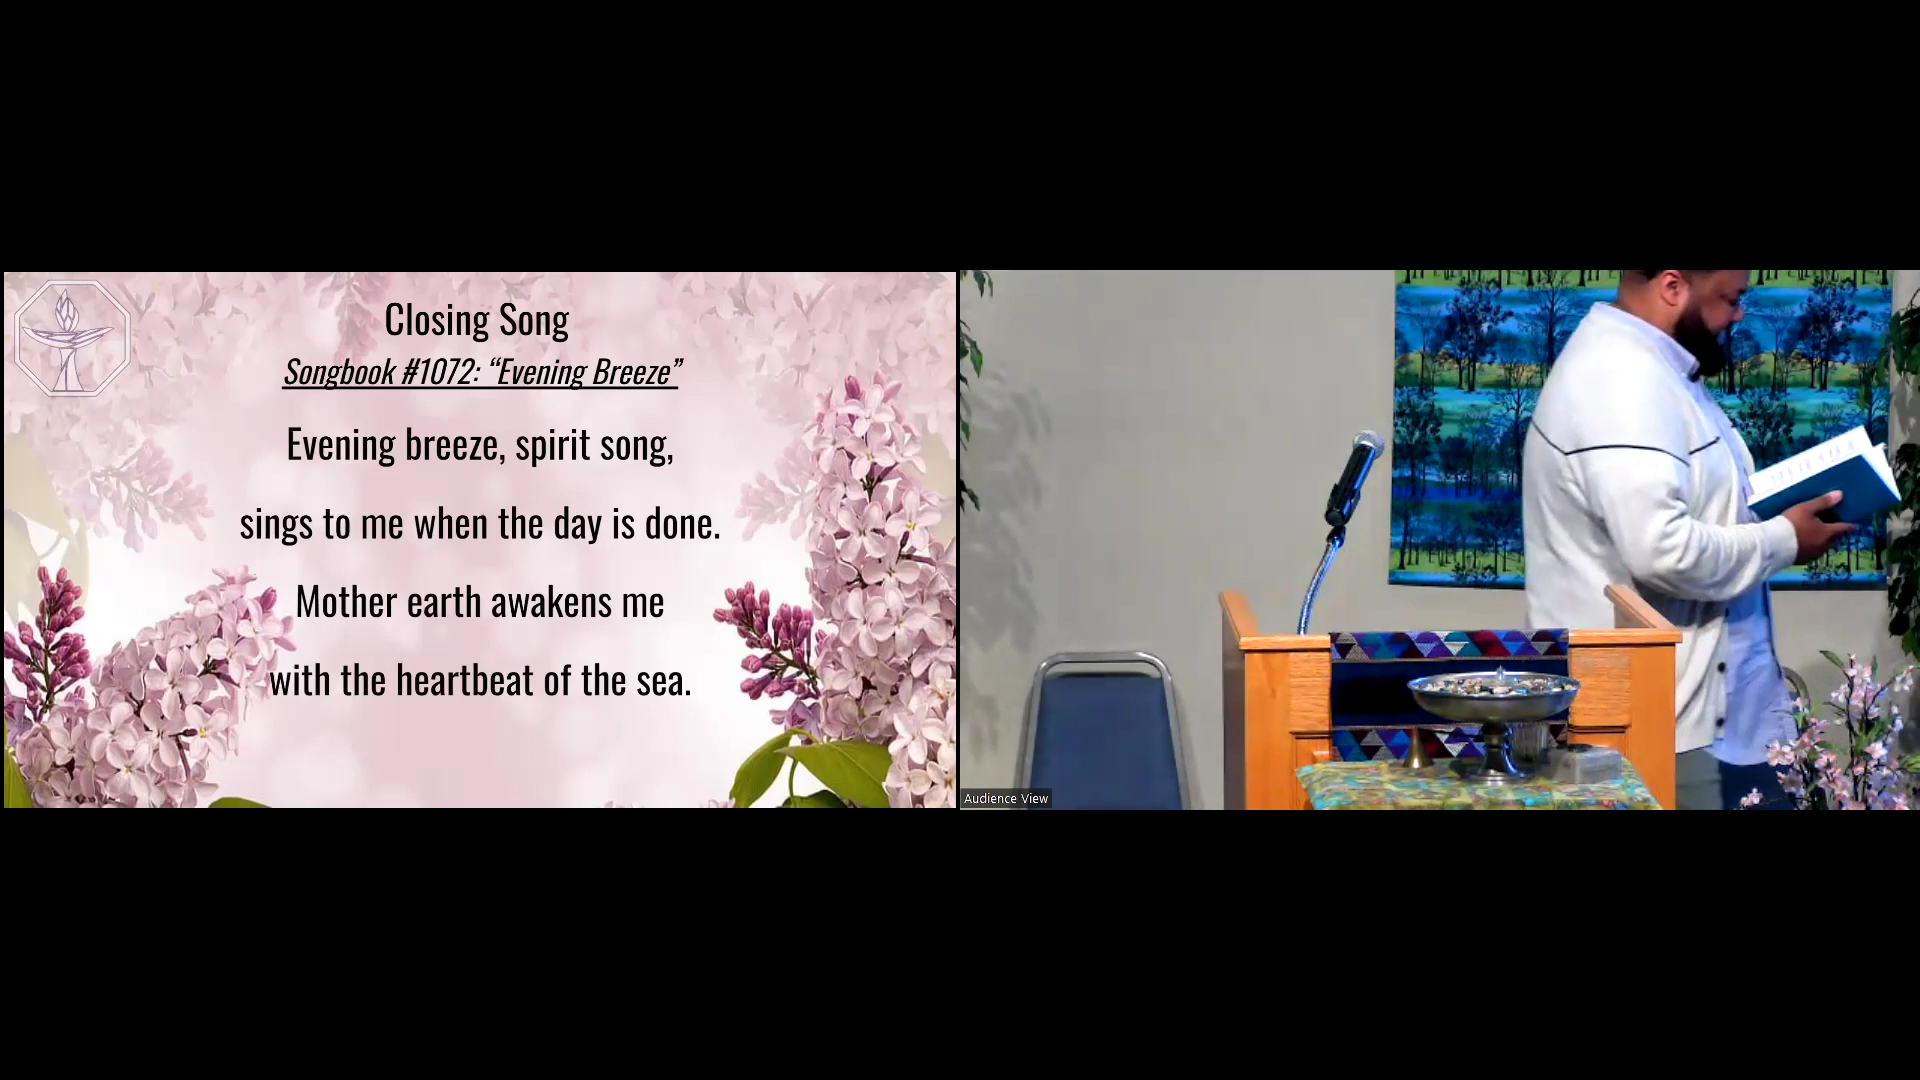 Closing Song
Songbook #1072: “Evening Breeze”
Evening breeze, spirit song,
sings to me when the day is done.
Mother earth awakens me
with the heartbeat of the sea.
Audience View